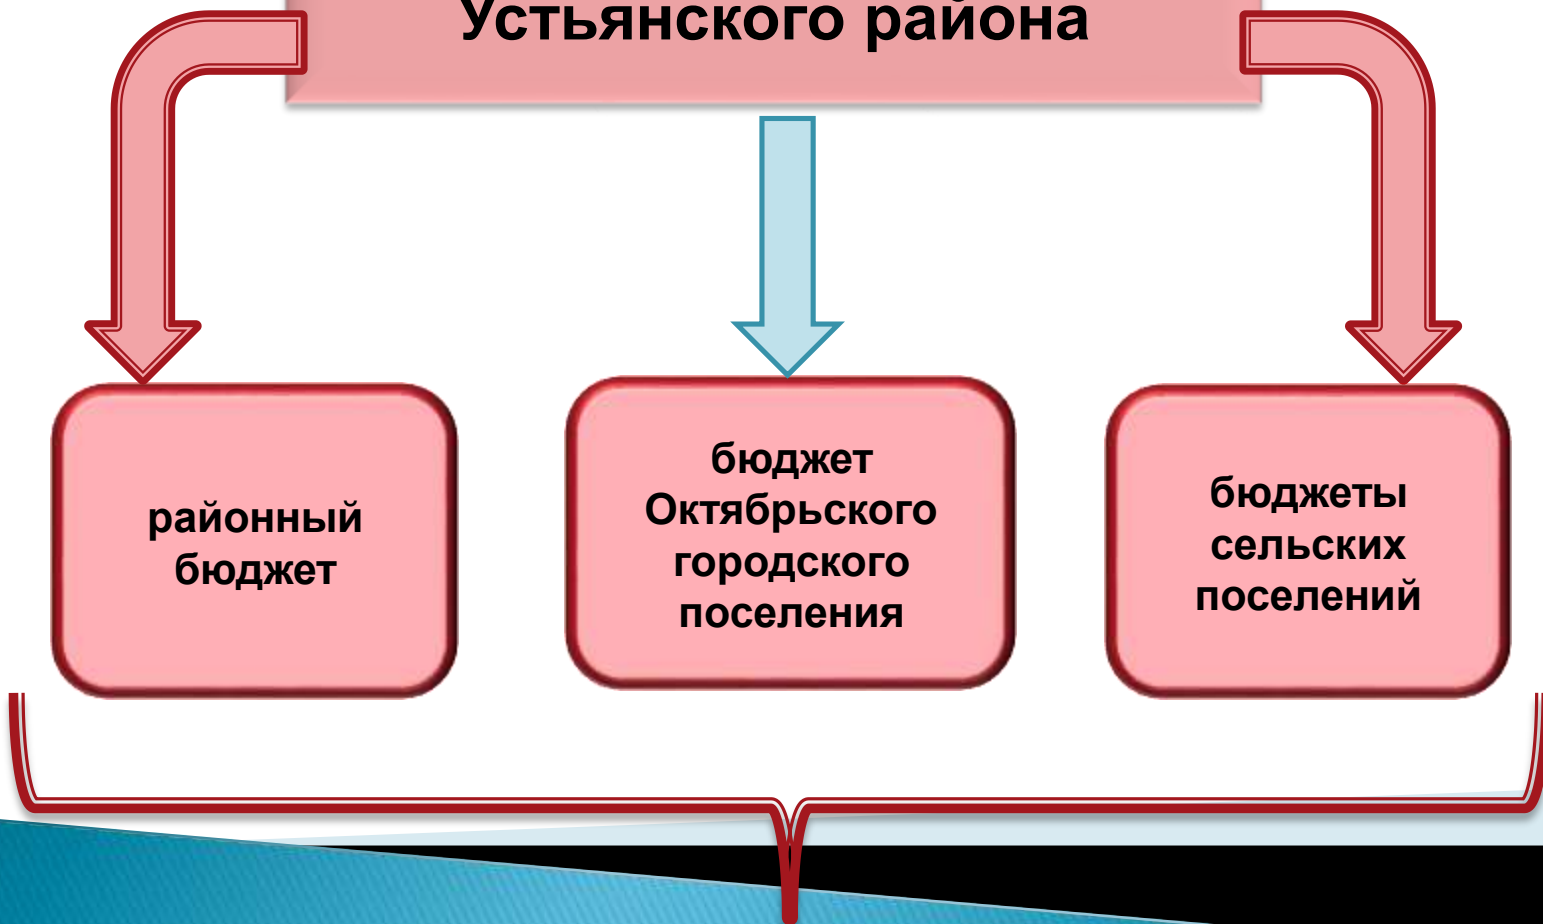 Устьянского района
районный
бюджет
бюджет
Октябрьского
городского
поселения
бюджеты
сельских
поселений